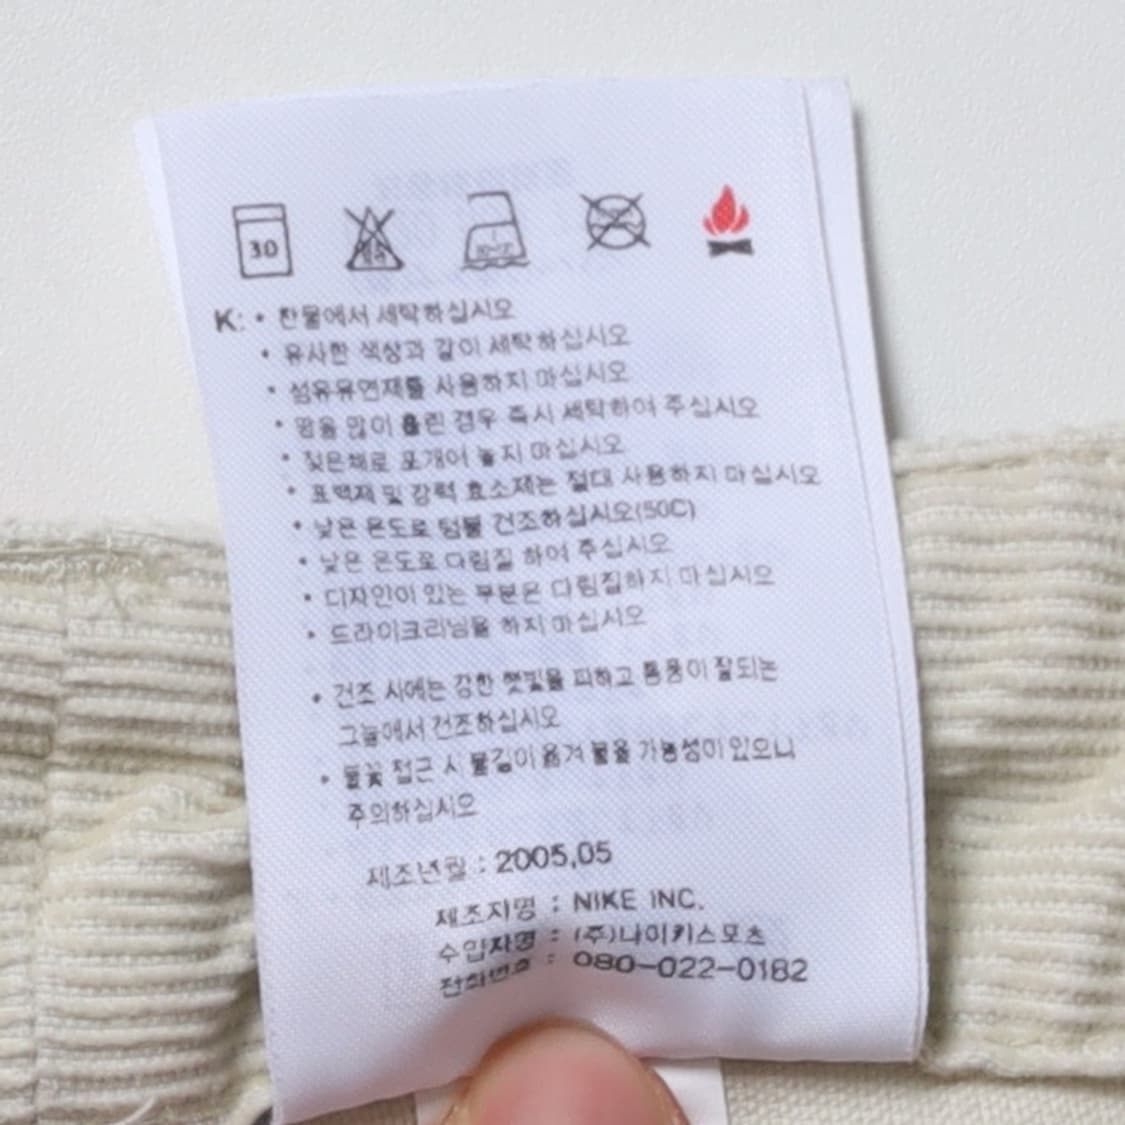 30
K: • 찬물에서 세탁하십시오
• 유사한 색상과 같이 세탁하십시오
• 섬유유연제를 사용하지 마십시오
• 땀을 많이 흘린 경우 즉시 세탁하여 주십시오
• 젖은채로 포개어 놓지 마십시오
• 표백제 및 강력 효소제는 절대 사용하지 마십시오
• 낮은 온도로 텀블 건조하십시오(50C)
• 낮은 온도로 다림질 하여 주십시오
• 디자인이 있는 부분은 다림질하지 마십시오
• 드라이크리닝을 하지 마십시오
• 건조 시에는 강한 햇빛을 피하고 통풍이 잘되는
그늘에서 건조하십시오
• 불꽃 접근 시 불길이 옮겨 붙을 가능성이 있으니
주의하십시오
제조년월 : 2005.05
제조자명 : NIKE INC.
수입자명 : (주)나이키스포츠
전화번호 : 080-022-0182